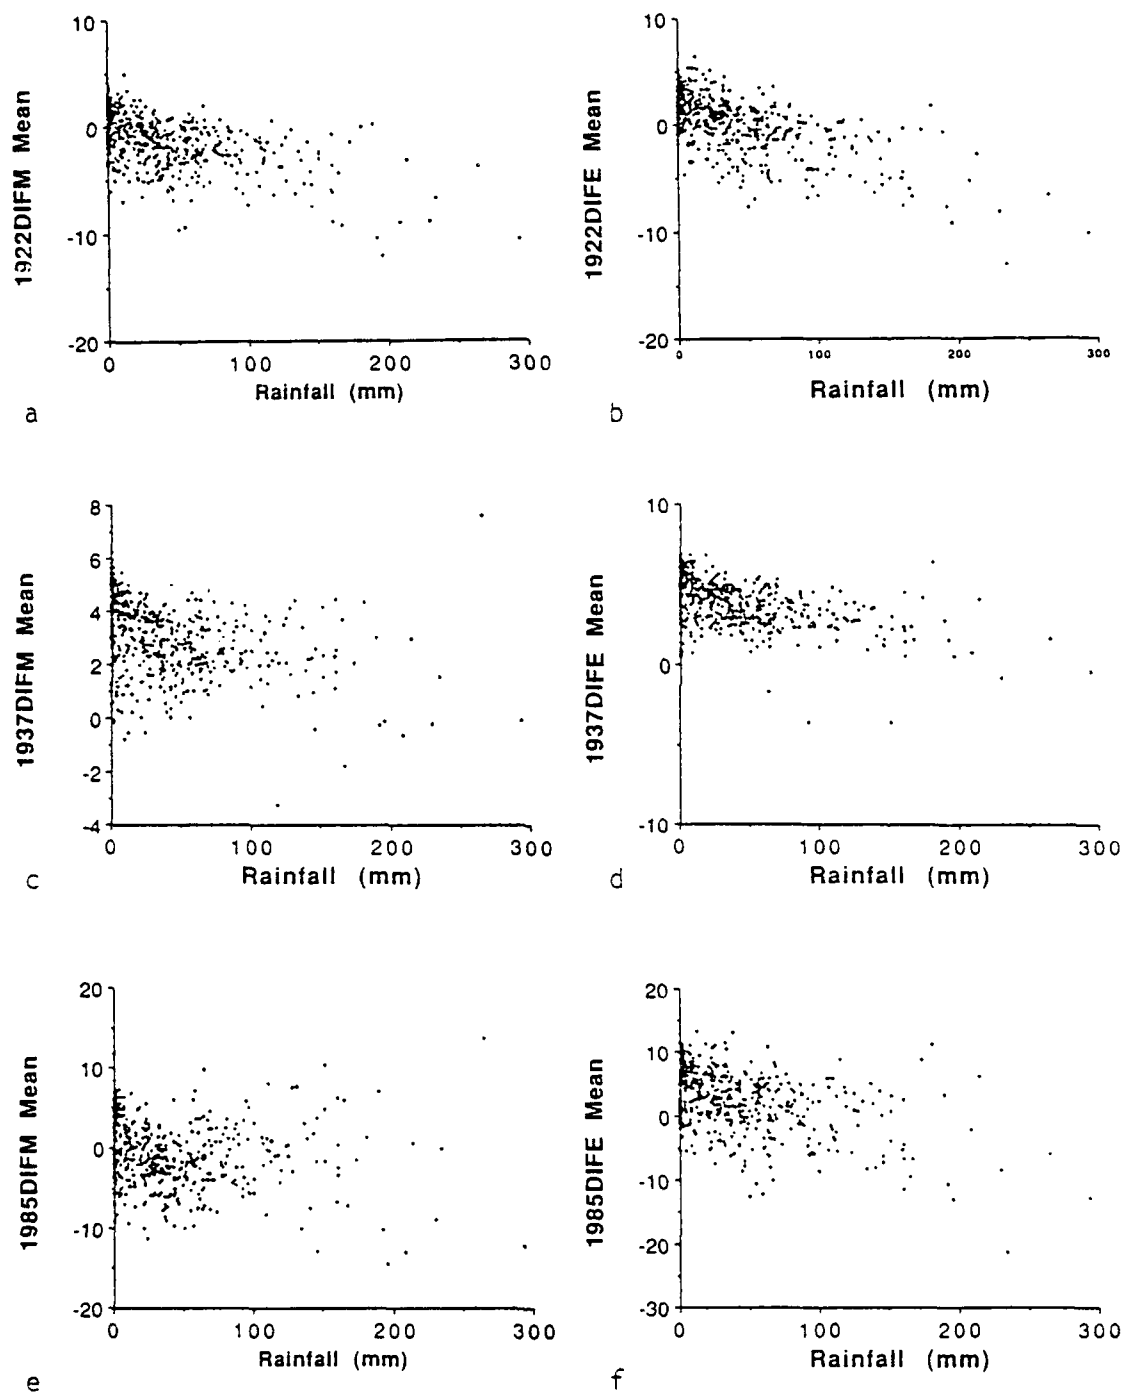 10
0
-10
-20
0 100 200 300
1922DIFM Mean
Rainfall (mm)
a
10
0
-10
-20
0 100 200 300
1922DIFE Mean
Rainfall (mm)
b
8
6
4
2
0
-2
-4
0 100 200 300
1937DIFM Mean
Rainfall (mm)
c
10
0
-10
0 100 200 300
1937DIFE Mean
Rainfall (mm)
d
20
10
0
-10
-20
0 100 200 300
1985DIFM Mean
Rainfall (mm)
e
20
10
0
-10
-20
-30
0 100 200 300
1985DIFE Mean
Rainfall (mm)
f